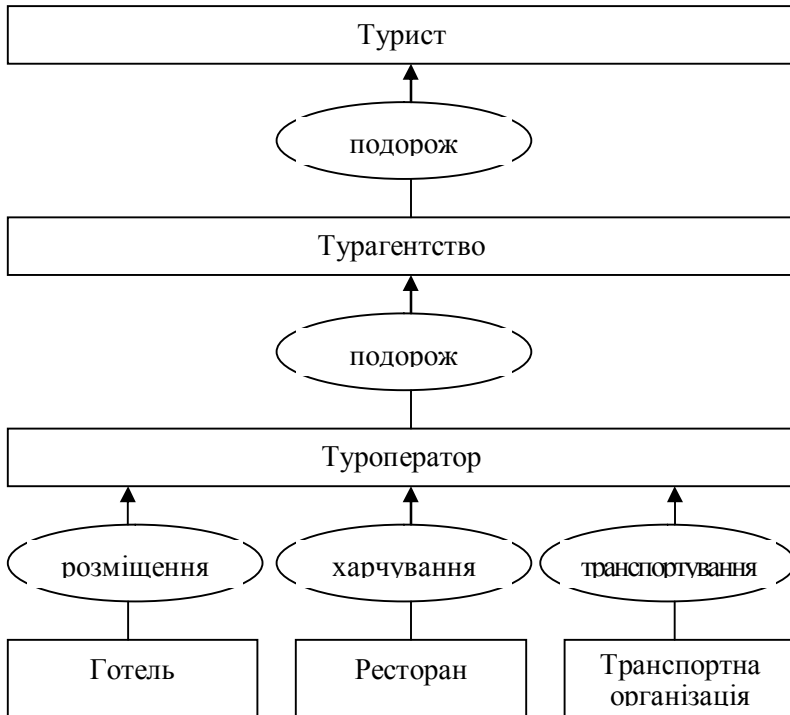 Турист
подорож
Турагентство
подорож
Туроператор
розміщення
харчування
транспортування
Готель
Ресторан
Транспортна
організація